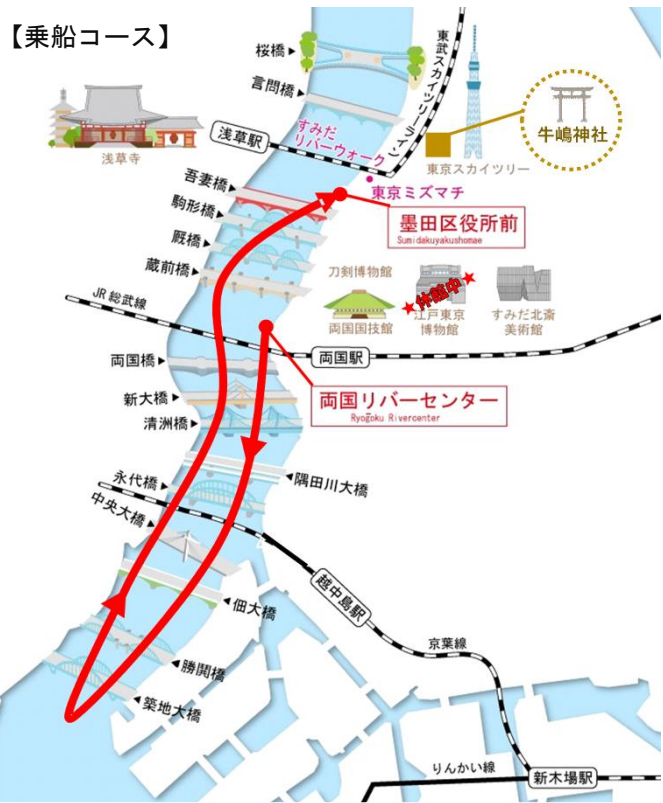 【乗船コース】
桜橋
言問橋
東武スカイツリーライン
浅草寺
浅草駅
すみだ
リバーウォーク
東京スカイツリー
牛嶋神社
東京ミズマチ
吾妻橋
駒形橋
厩橋
蔵前橋
墨田区役所前
Sumidakuyakushomae
刀剣博物館
両国国技館
★休館中★
江戸東京
博物館
すみだ北斎
美術館
JR総武線
両国駅
両国橋
新大橋
清洲橋
両国リバーセンター
Ryōgoku Rivercenter
隅田川大橋
永代橋
中央大橋
佃大橋
越中島駅
勝鬨橋
築地大橋
京葉線
りんかい線
新木場駅